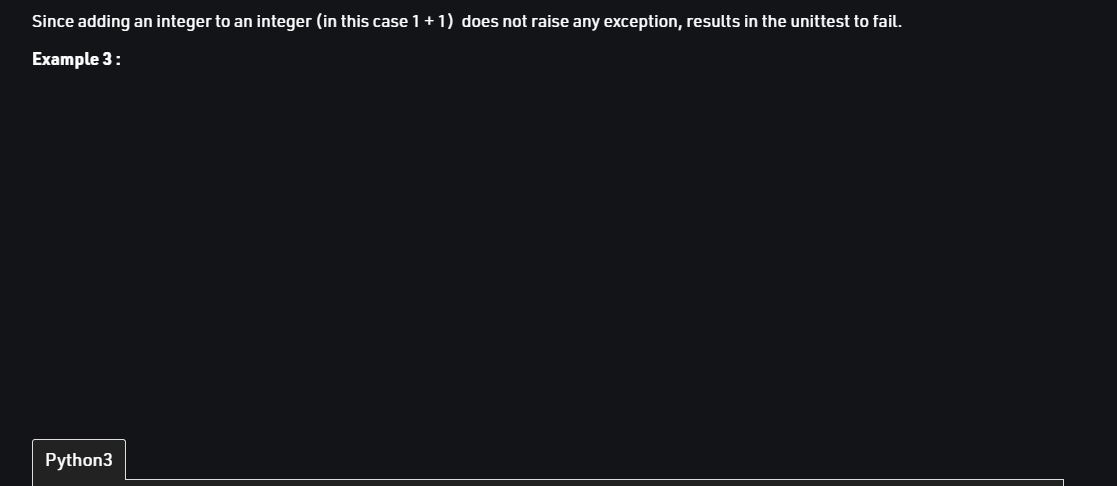 Since adding an integer to an integer (in this case 1 + 1)  does not raise any exception, results in the unittest to fail.
Example 3 :
Python3